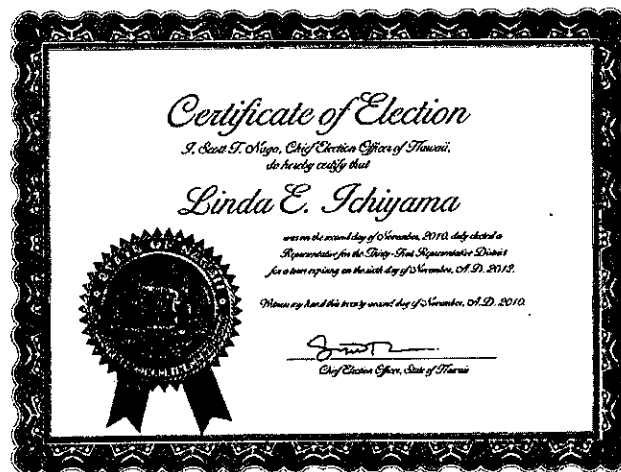 Certificate of Election
I, Scott T. Nago, Chief Election Officer of Hawaii,
do hereby certify that
Linda E. Ichiyama
was on the second day of November, 2010, duly elected a
Representative for the Thirty-First Representative District
for a term expiring on the sixth day of November, A.D. 2012.
Witness my hand this twenty-second day of November, A.D. 2010.
Chief Election Officer, State of Hawaii